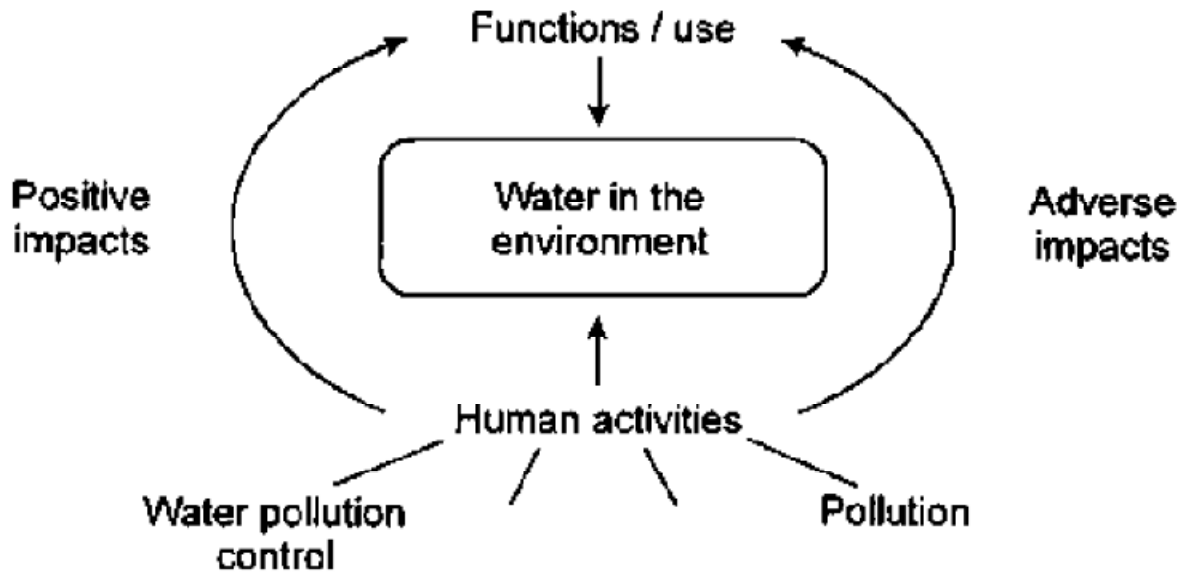 Functions / use
Positive
impacts
Water in the
environment
Adverse
impacts
Human activities
Water pollution
control
Pollution